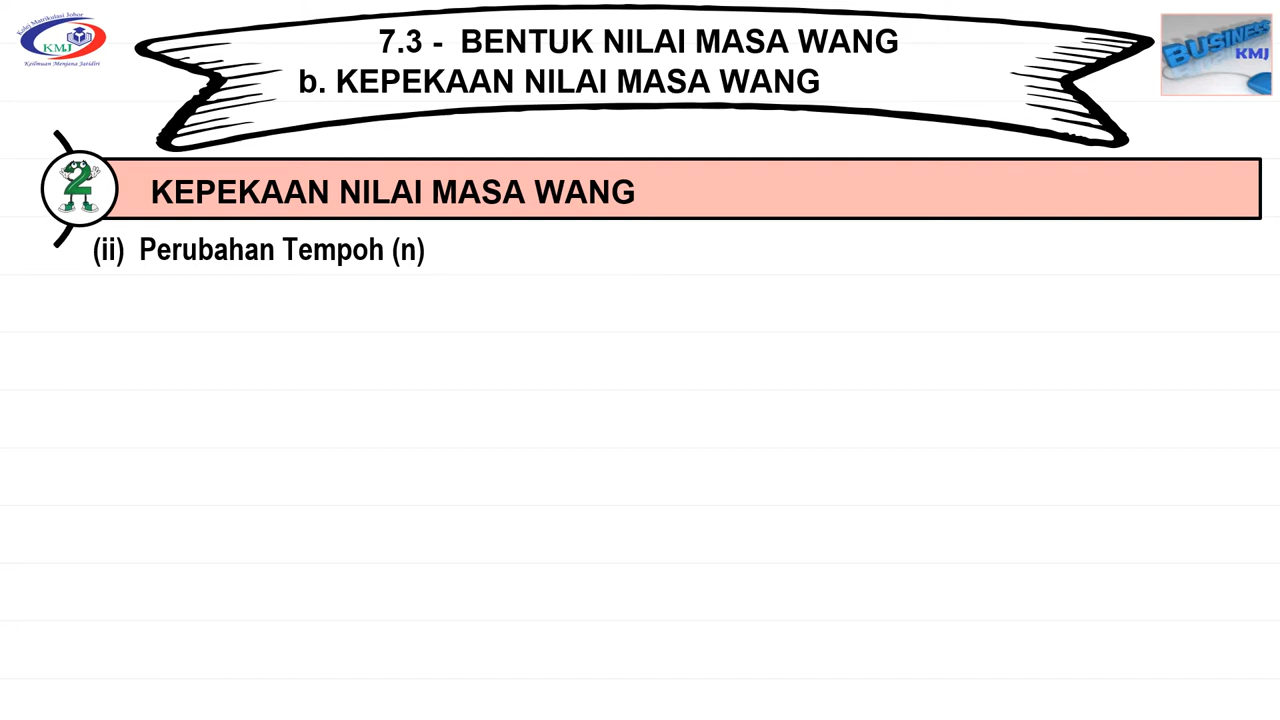 Kolej Matrikulasi Johor
KMJ
Keilmuan Menjana Jatidiri
7.3 - BENTUK NILAI MASA WANG
b. KEPEKAAN NILAI MASA WANG
BUSINESS
KMJ
2
KEPEKAAN NILAI MASA WANG
(ii) Perubahan Tempoh (n)